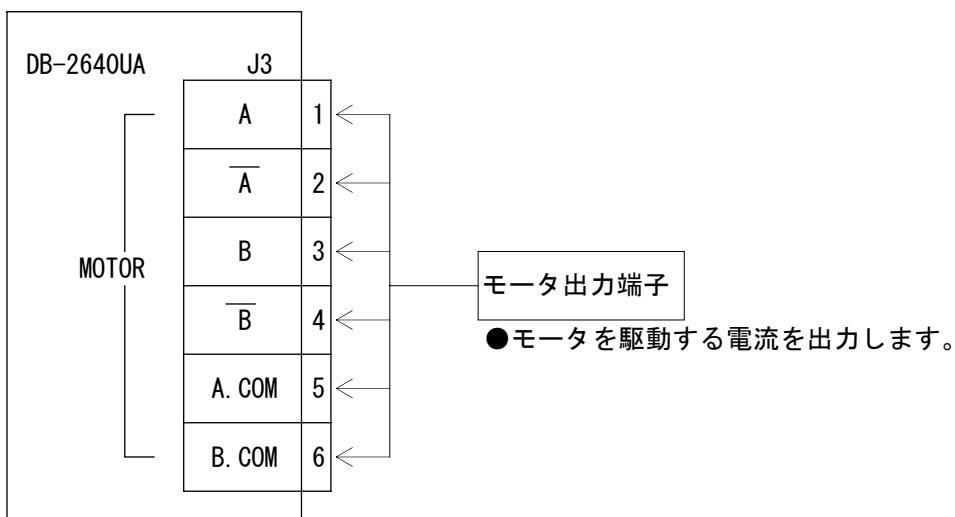 DB-2640UA J3
A 1
A̅ 2
B 3
MOTOR
B̅ 4
A.COM 5
B.COM 6
モータ出力端子
●モータを駆動する電流を出力します。